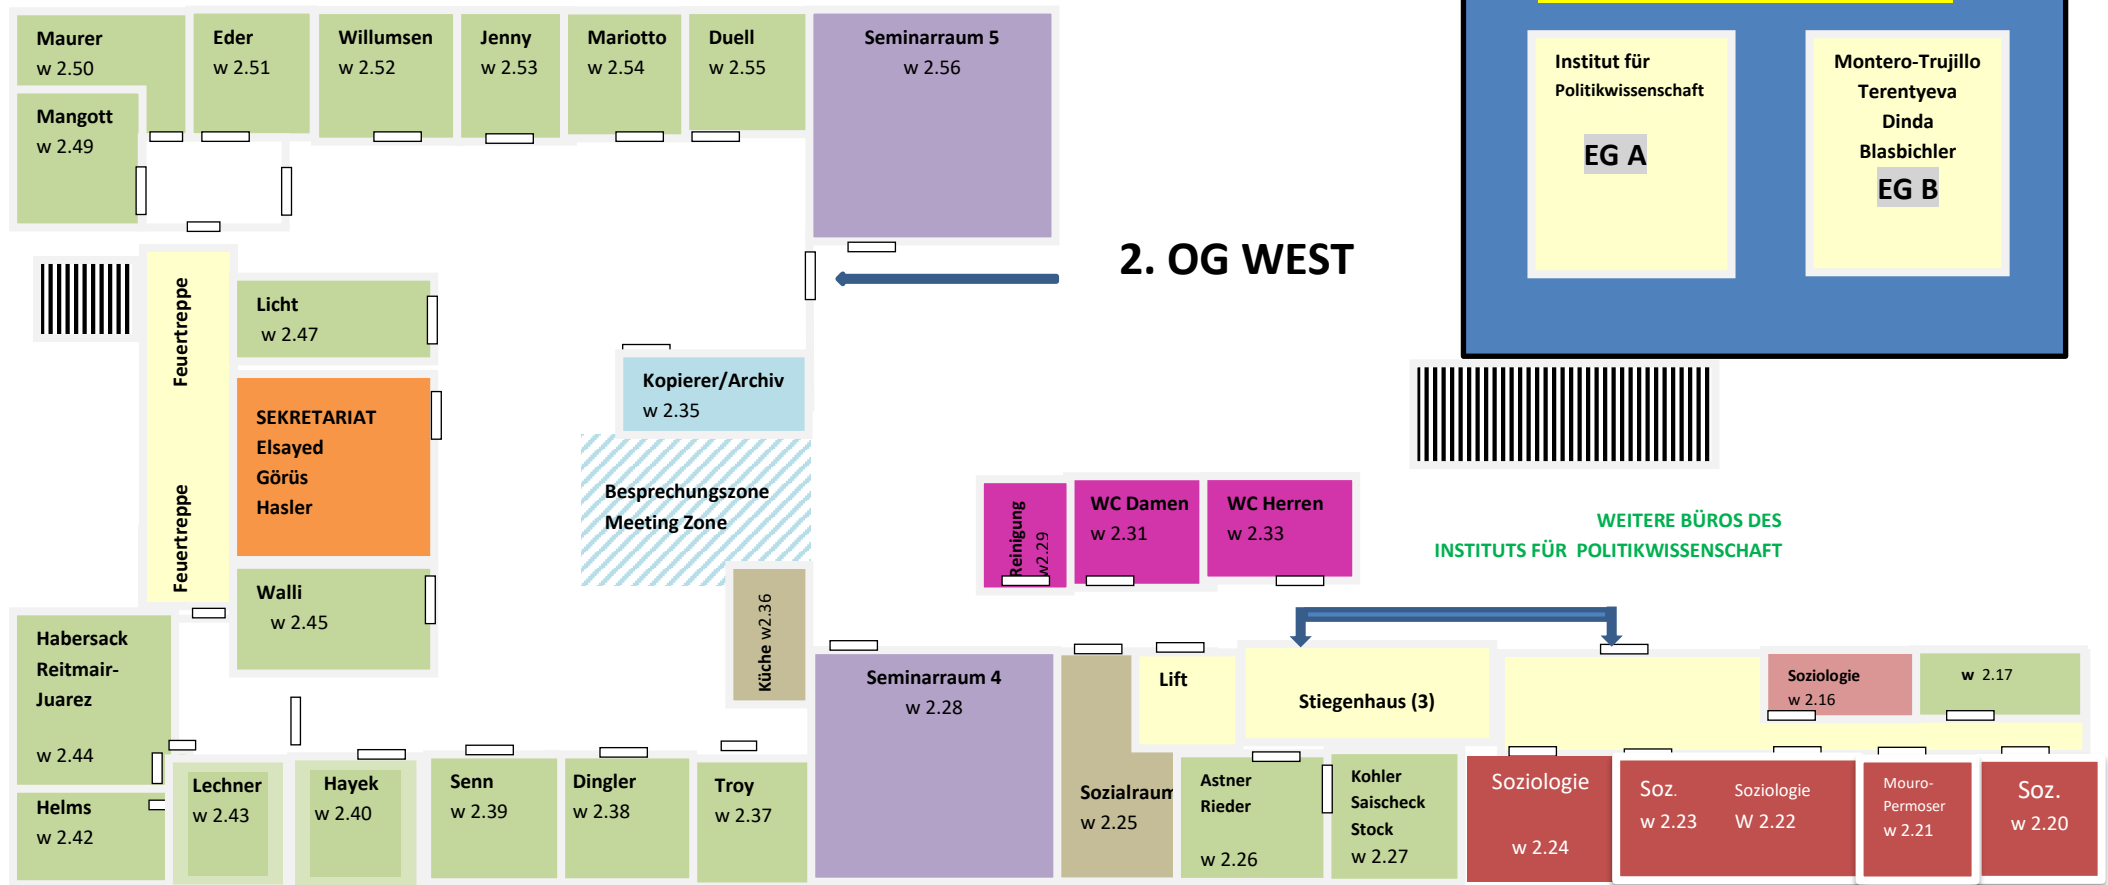 Maurer
w 2.50
Eder
w 2.51
Willumsen
w 2.52
Jenny
w 2.53
Mariotto
w 2.54
Duell
w 2.55
Seminarraum 5
w 2.56
Mangott
w 2.49
Institut für
Politikwissenschaft
EG A
Montero-Trujillo
Terentyeva
Dinda
Blasbichler
EG B
2. OG WEST
Feuertreppe
Feuertreppe
Licht
w 2.47
SEKRETARIAT
Elsayed
Görüs
Hasler
Walli
w 2.45
Kopierer/Archiv
w 2.35
Besprechungszone
Meeting Zone
Küche w2.36
Reinigung
w2.29
WC Damen
w 2.31
WC Herren
w 2.33
WEITERE BÜROS DES
INSTITUTS FÜR POLITIKWISSENSCHAFT
Habersack
Reitmair-
Juarez
w 2.44
Helms
w 2.42
Lechner
w 2.43
Hayek
w 2.40
Senn
w 2.39
Dingler
w 2.38
Troy
w 2.37
Seminarraum 4
w 2.28
Sozialraum
w 2.25
Lift
Stiegenhaus (3)
Astner
Rieder
w 2.26
Kohler
Saischeck
Stock
w 2.27
Soziologie
w 2.16
w 2.17
Soziologie
w 2.24
Soz.
w 2.23
Soziologie
W 2.22
Mouro-
Permoser
w 2.21
Soz.
w 2.20